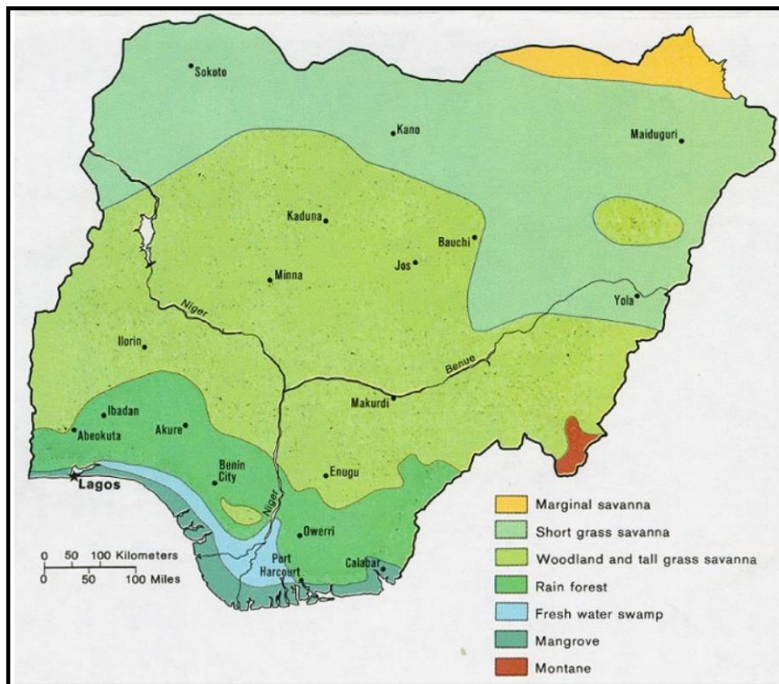 Sokoto
Kano
Maiduguri
Kaduna
Bauchi
Jos
Minna
Yola
Niger
Ilorin
Benue
Makurdi
Ibadan
Abeokuta
Akure
Benin
City
Enugu
Lagos
Niger
Owerri
Port
Harcourt
Calabar
0 50 100 Kilometers
0 50 100 Miles
Marginal savanna
Short grass savanna
Woodland and tall grass savanna
Rain forest
Fresh water swamp
Mangrove
Montane